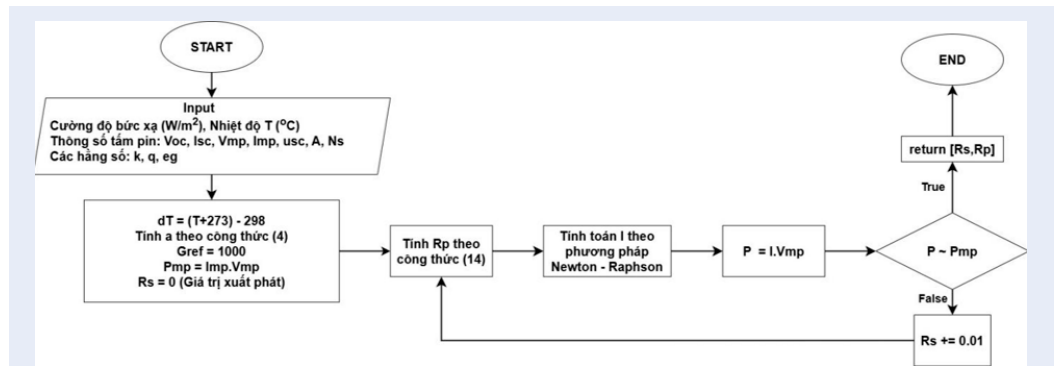 START
Input
Cường độ bức xạ (W/m²), Nhiệt độ T (⁰C)
Thông số tấm pin: Voc, Isc, Vmp, Imp, usc, A, Ns
Các hằng số: k, q, eg
dT = (T+273) - 298
Tính a theo công thức (4)
Gref = 1000
Pmp = Imp.Vmp
Rs = 0 (Giá trị xuất phát)
Tính Rp theo
công thức (14)
Tính toán I theo
phương pháp
Newton - Raphson
P = I.Vmp
P ~ Pmp
True
return [Rs,Rp]
END
False
Rs += 0.01